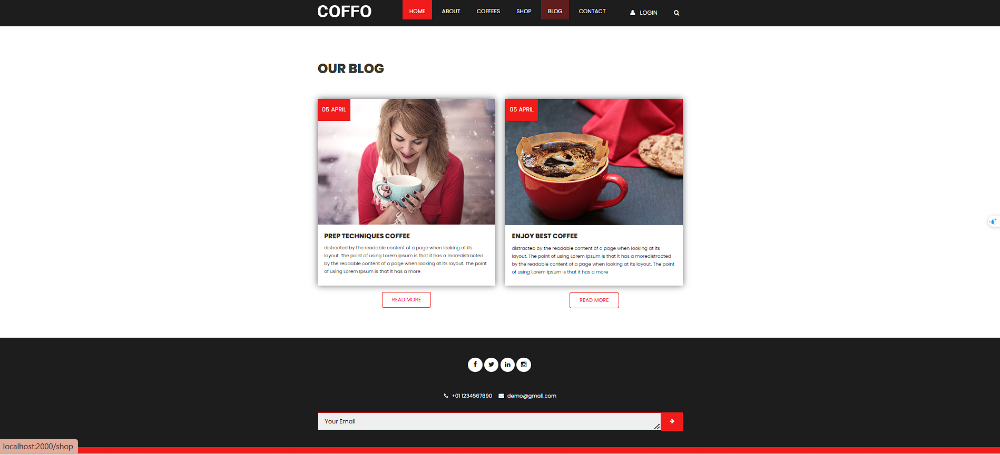 COFFO
HOME ABOUT COFFEES SHOP BLOG CONTACT LOGIN
OUR BLOG
05 APRIL
PREP TECHNIQUES COFFEE
distracted by the readable content of a page when looking at its
layout. The point of using Lorem Ipsum is that it has a moredistracted
by the readable content of a page when looking at its layout. The point
of using Lorem Ipsum is that it has a more
READ MORE
05 APRIL
ENJOY BEST COFFEE
distracted by the readable content of a page when looking at its
layout. The point of using Lorem Ipsum is that it has a moredistracted
by the readable content of a page when looking at its layout. The point
of using Lorem Ipsum is that it has a more
READ MORE
+01 1234567890 demo@gmail.com
Your Email
localhost:2000/shop